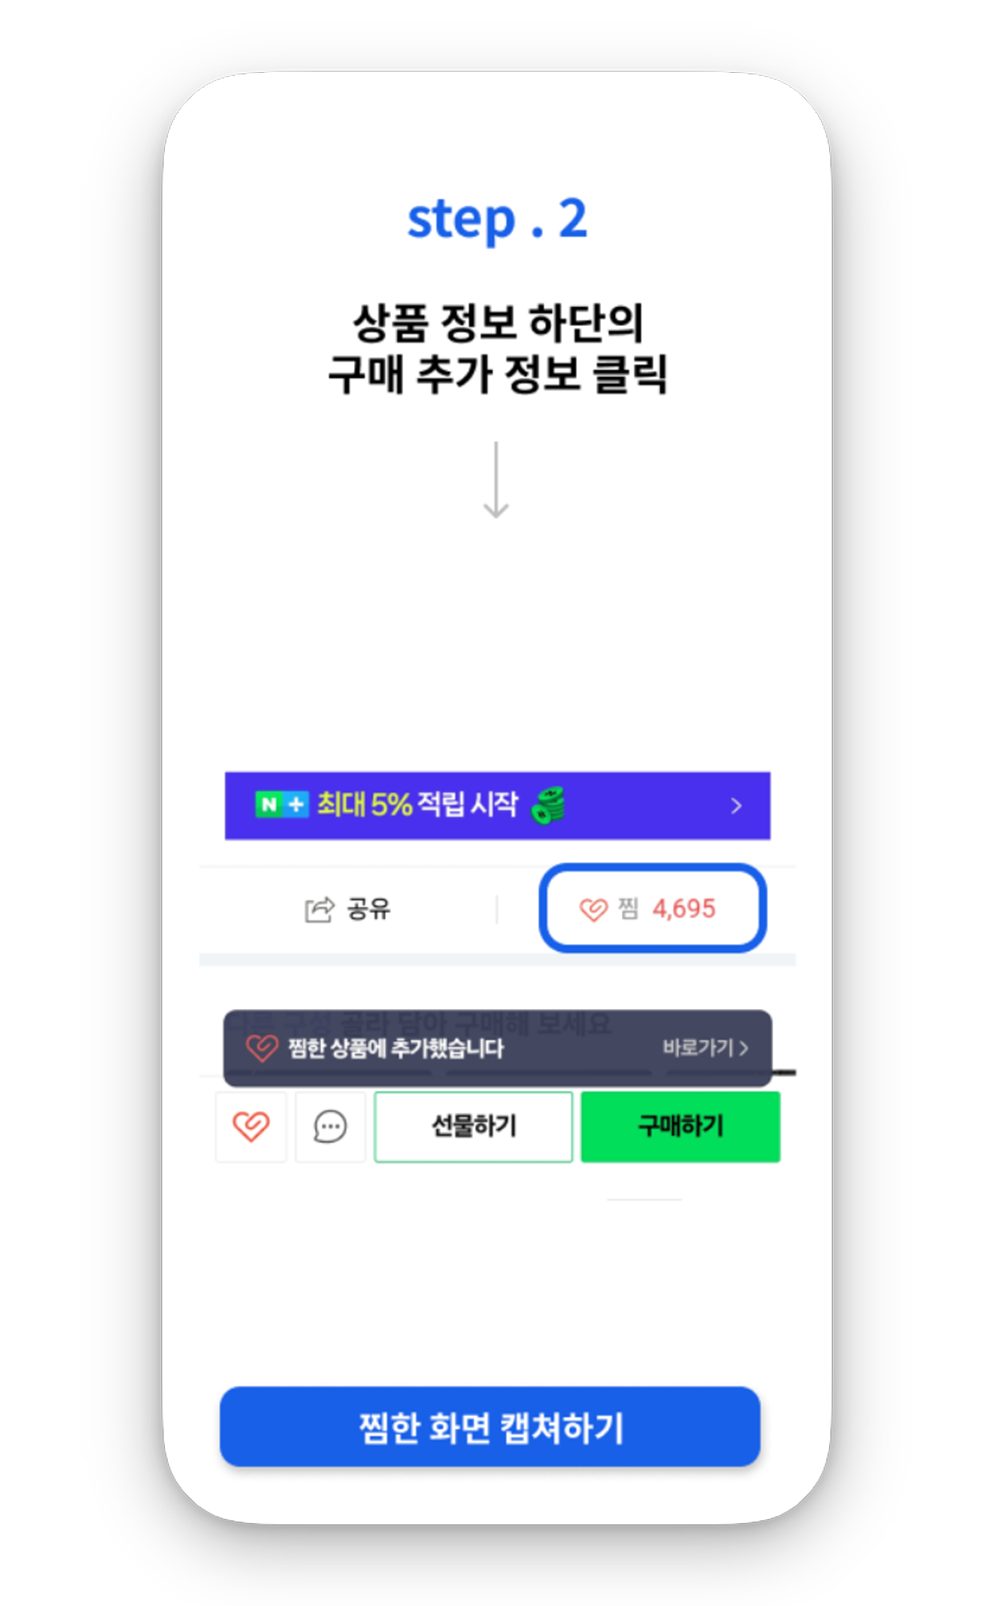 step . 2
상품 정보 하단의
구매 추가 정보 클릭
N + 최대 5% 적립 시작
공유
찜 4,695
구성 골라 담아 구매해 보세요
찜한 상품에 추가했습니다 바로가기 >
선물하기 구매하기
찜한 화면 캡쳐하기